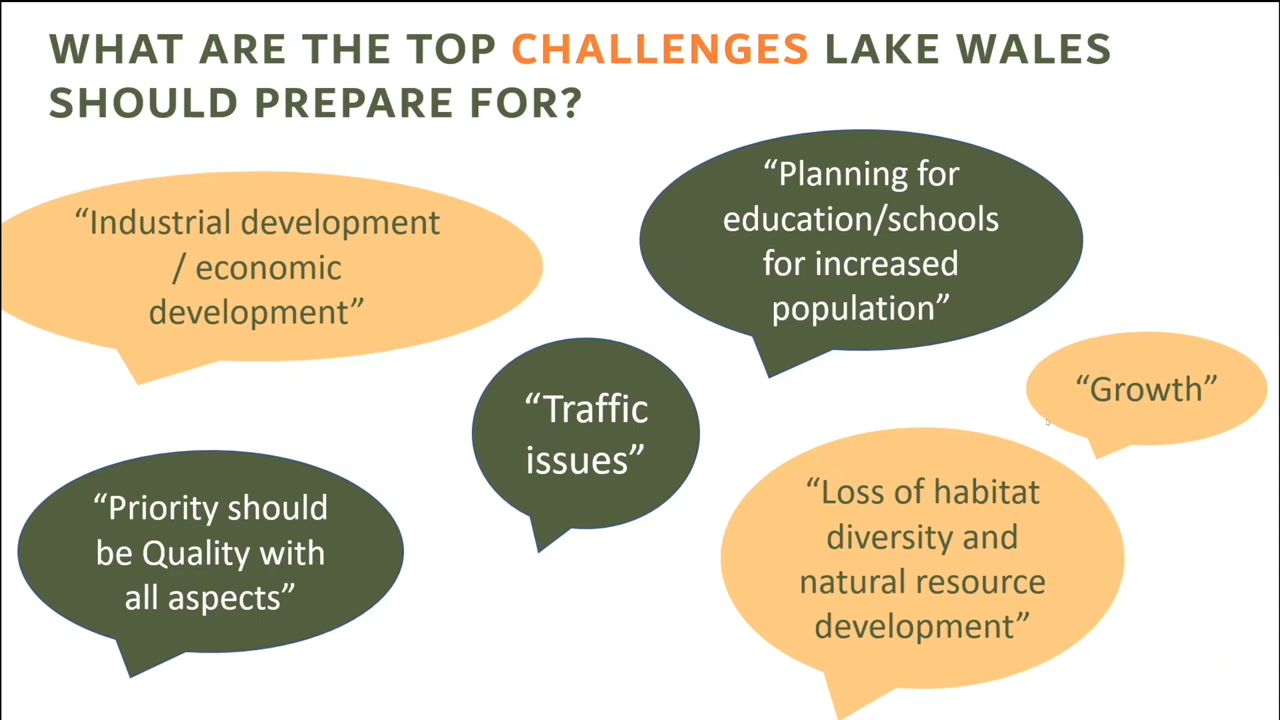 WHAT ARE THE TOP CHALLENGES LAKE WALES
SHOULD PREPARE FOR?
“Industrial development
/ economic
development”
“Planning for
education/schools
for increased
population”
“Traffic
issues”
“Growth”
“Priority should
be Quality with
all aspects”
“Loss of habitat
diversity and
natural resource
development”